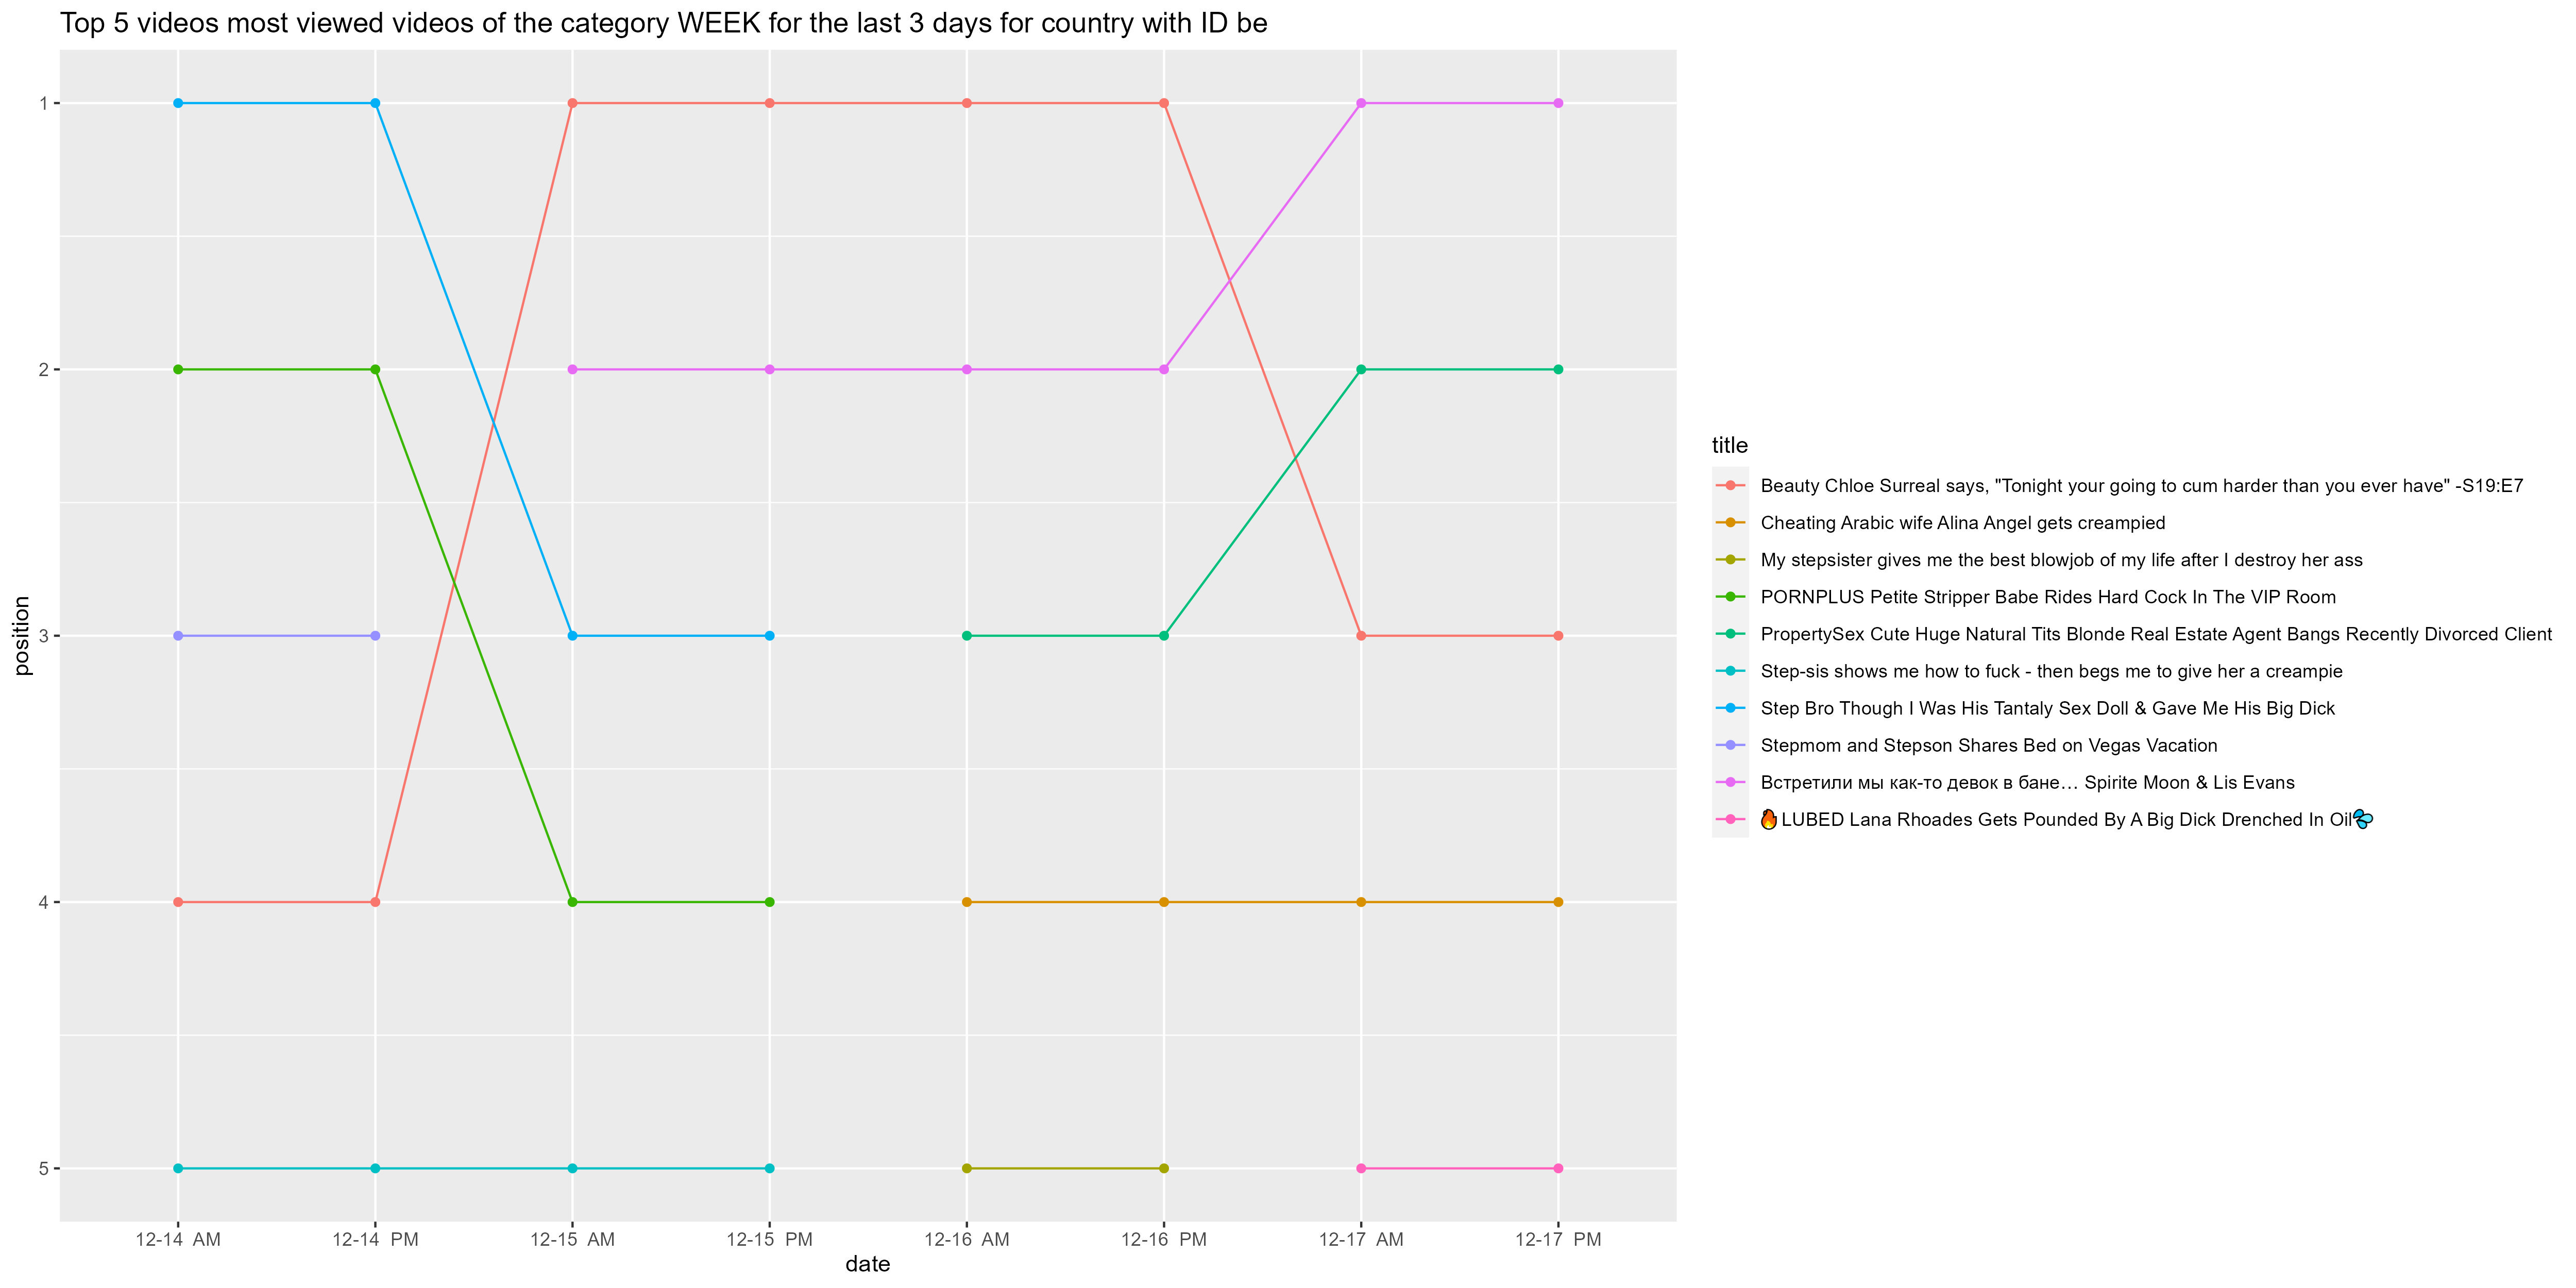 Top 5 videos most viewed videos of the category WEEK for the last 3 days for country with ID be
position
1
2
3
4
5
12-14 AM
12-14 PM
12-15 AM
12-15 PM
12-16 AM
12-16 PM
12-17 AM
12-17 PM
date
title
Beauty Chloe Surreal says, "Tonight your going to cum harder than you ever have" -S19:E7
Cheating Arabic wife Alina Angel gets creampied
My stepsister gives me the best blowjob of my life after I destroy her ass
PORNPLUS Petite Stripper Babe Rides Hard Cock In The VIP Room
PropertySex Cute Huge Natural Tits Blonde Real Estate Agent Bangs Recently Divorced Client
Step-sis shows me how to fuck - then begs me to give her a creampie
Step Bro Though I Was His Tantaly Sex Doll & Gave Me His Big Dick
Stepmom and Stepson Shares Bed on Vegas Vacation
Встретили мы как-то девок в бане… Spirite Moon & Lis Evans
🔥LUBED Lana Rhoades Gets Pounded By A Big Dick Drenched In Oil💦